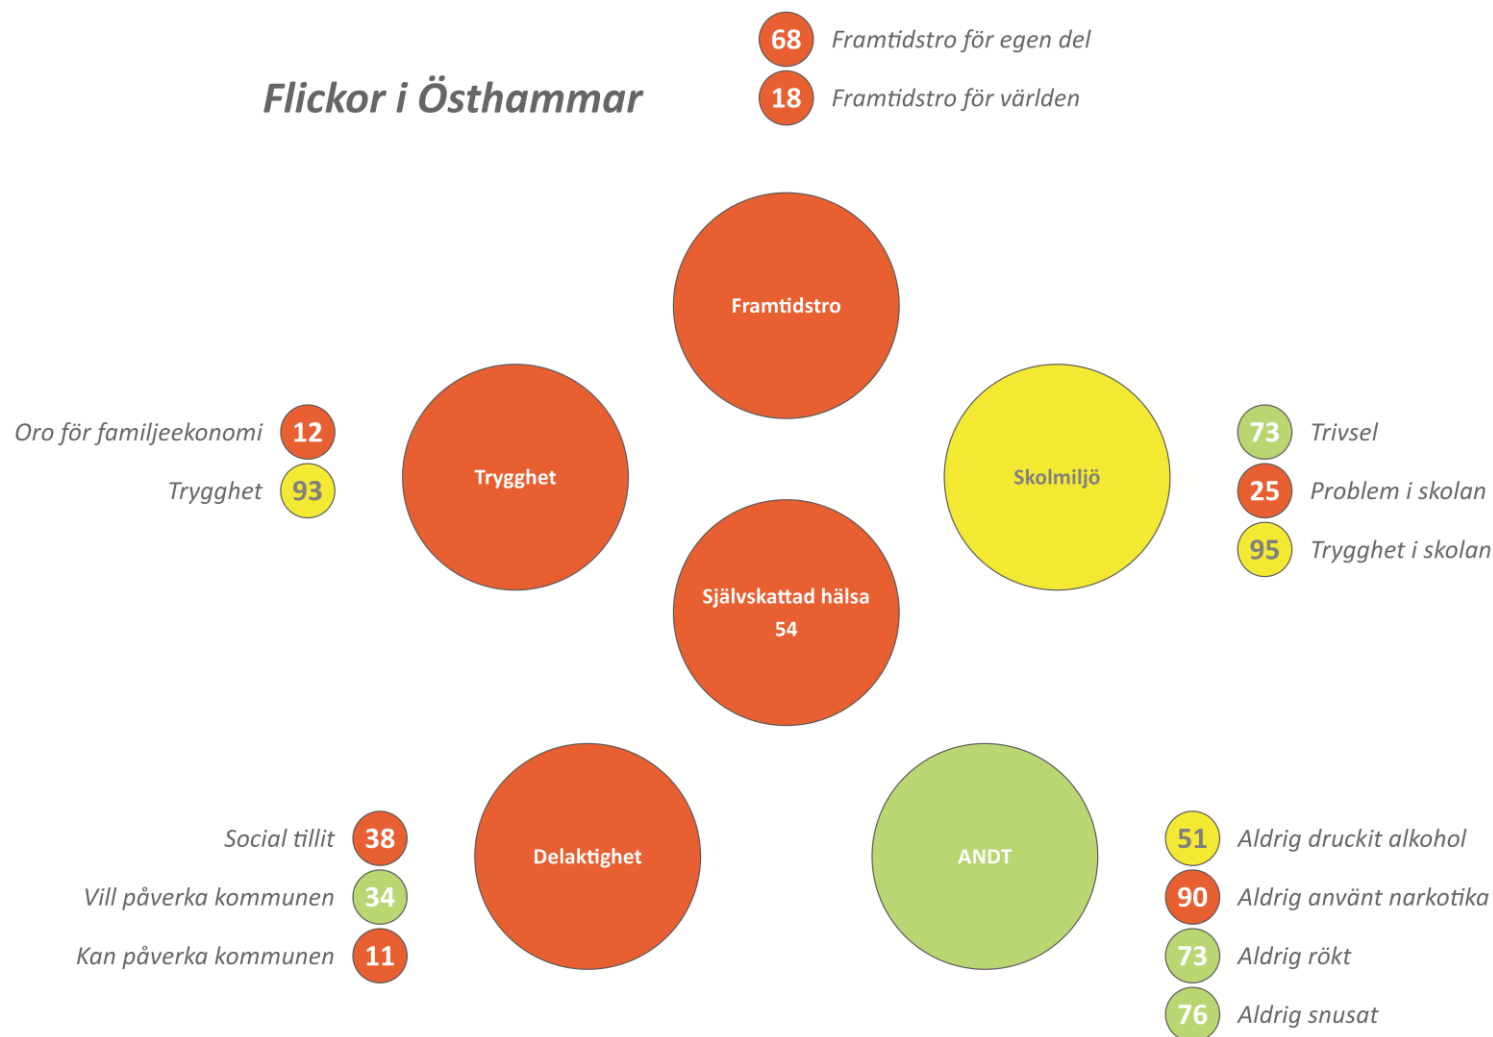 68 Framtidstro för egen del
Flickor i Östhammar
18 Framtidstro för världen
Framtidstro
Oro för familjeekonomi 12
Trygghet 93
Trygghet
Skolmiljö
73 Trivsel
25 Problem i skolan
95 Trygghet i skolan
Självskattad hälsa
54
Social tillit 38
Vill påverka kommunen 34
Kan påverka kommunen 11
Delaktighet
ANDT
51 Aldrig druckit alkohol
90 Aldrig använt narkotika
73 Aldrig rökt
76 Aldrig snusat